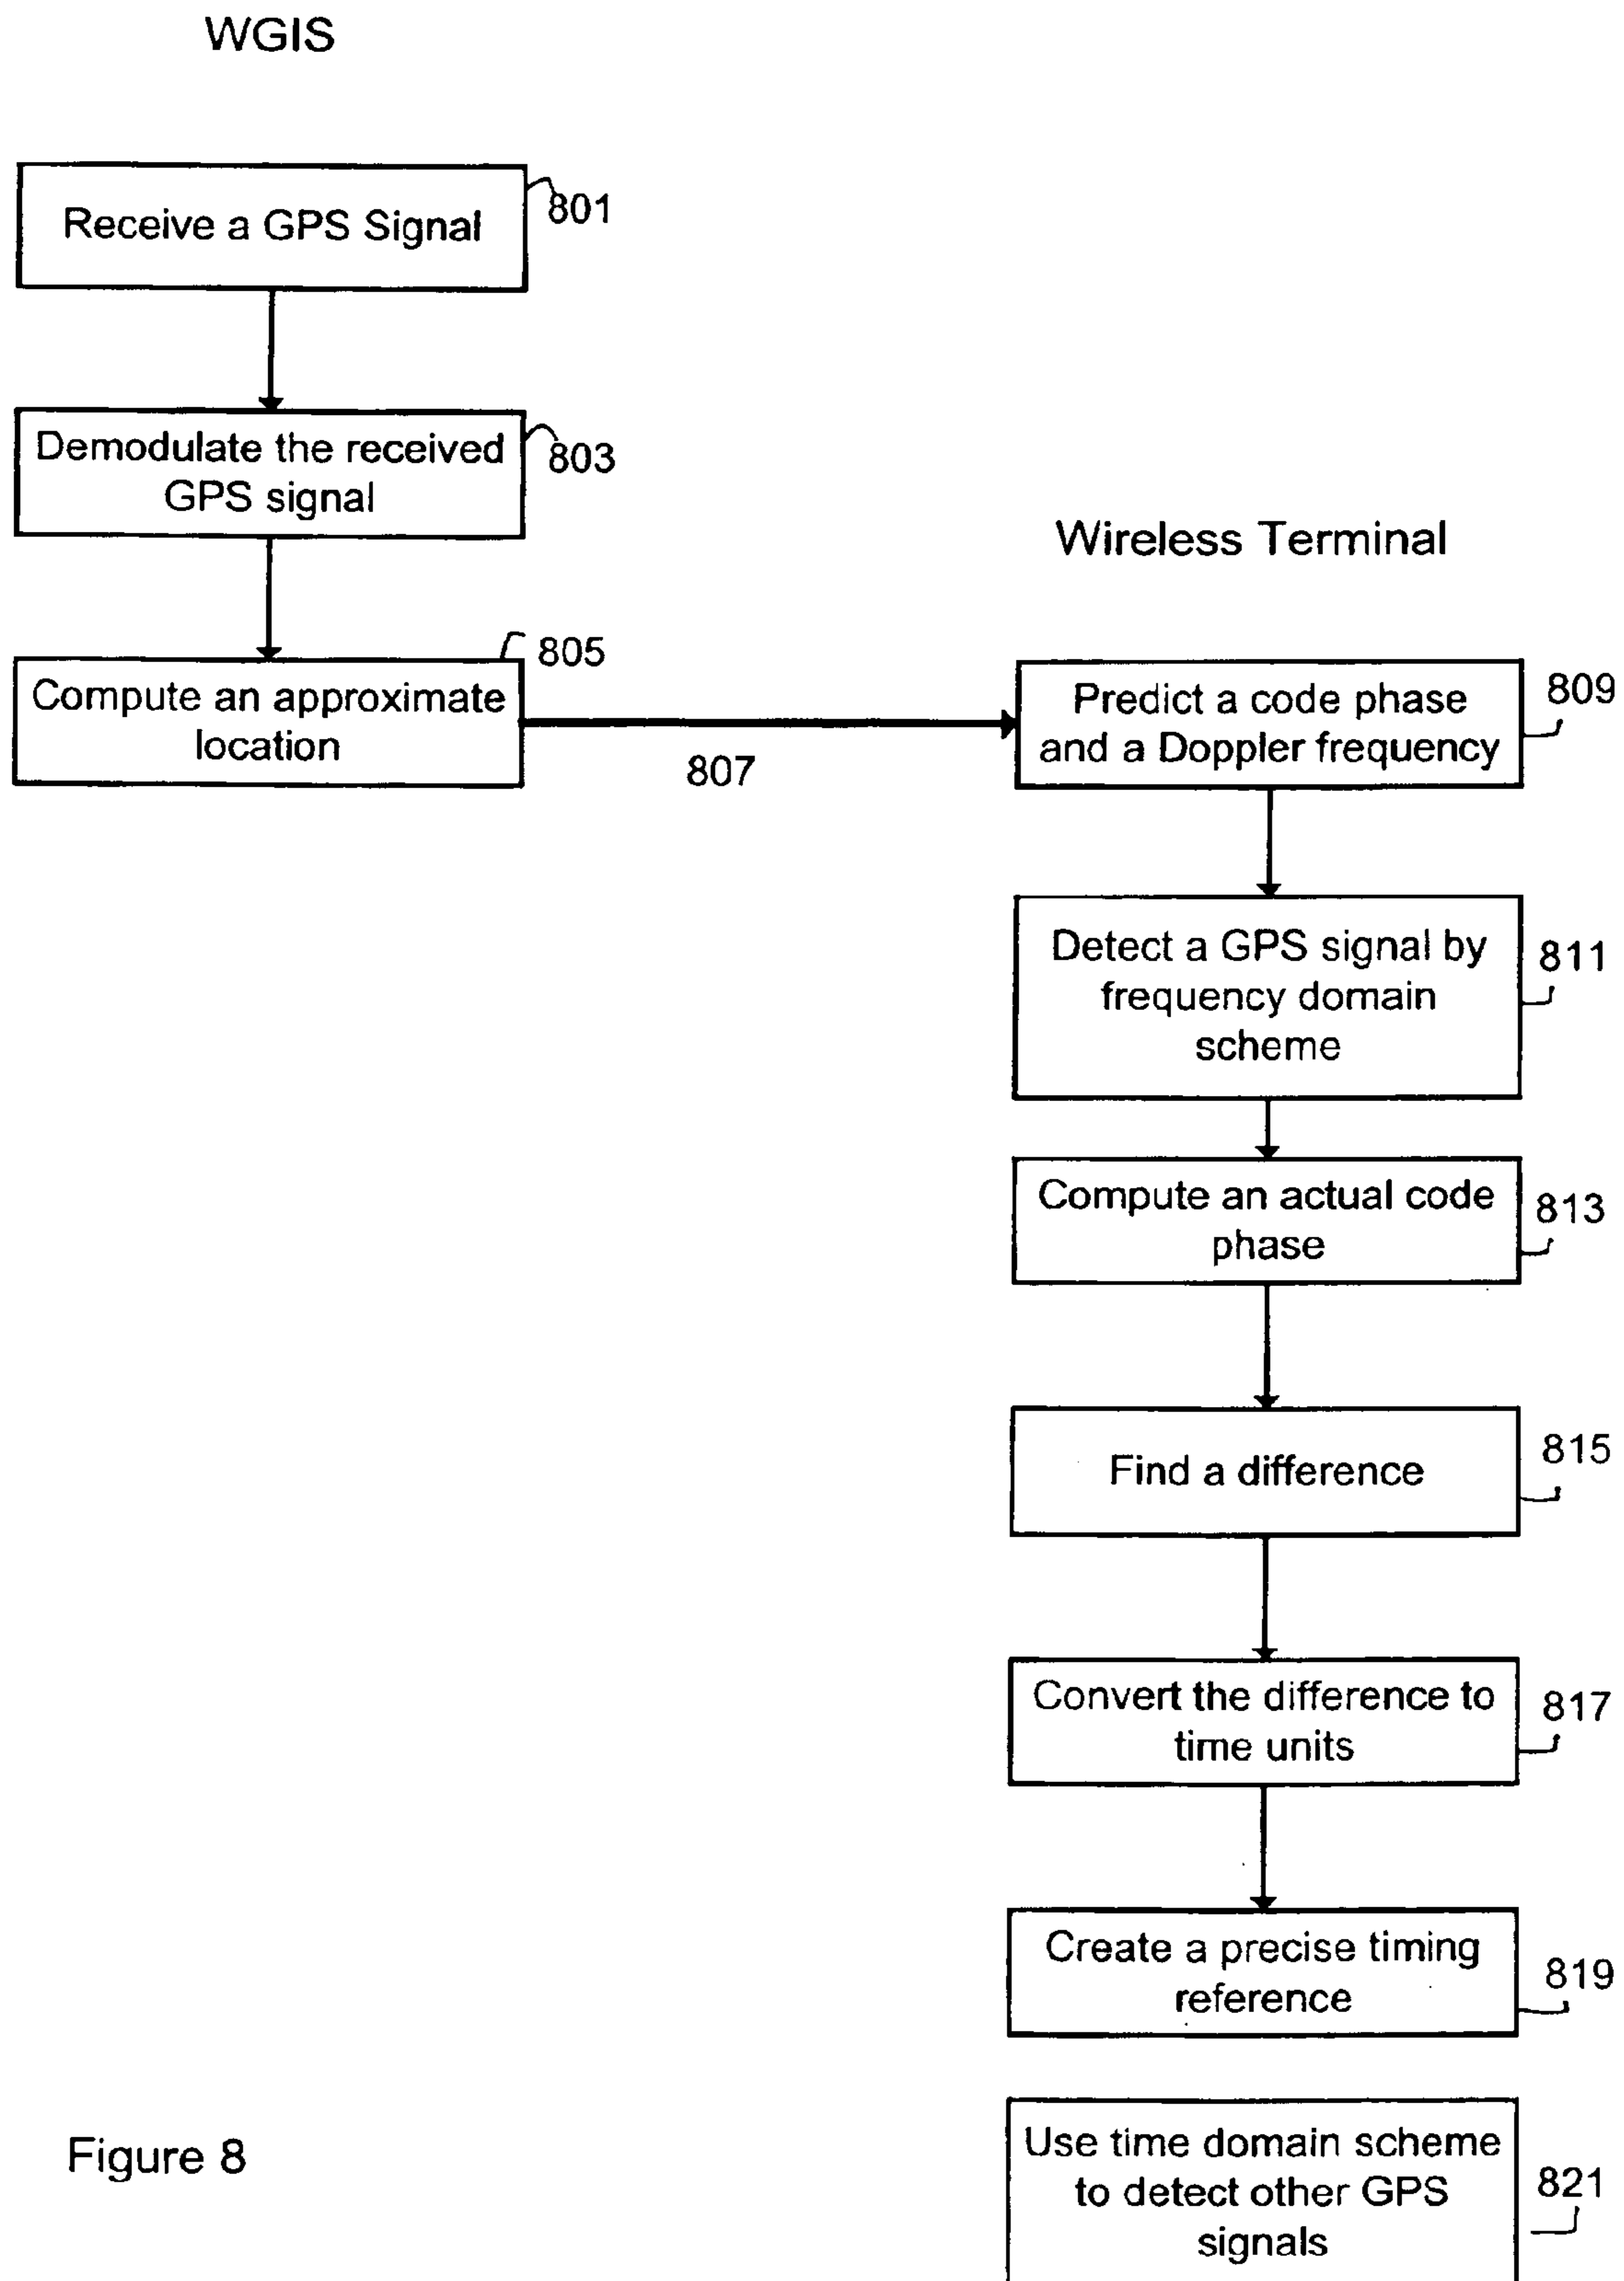 WGIS
Receive a GPS Signal
801
Demodulate the received
GPS signal
803
Compute an approximate
location
805
807
Wireless Terminal
Predict a code phase
and a Doppler frequency
809
Detect a GPS signal by
frequency domain
scheme
811
Compute an actual code
phase
813
Find a difference
815
Convert the difference to
time units
817
Create a precise timing
reference
819
Use time domain scheme
to detect other GPS
signals
821
Figure 8